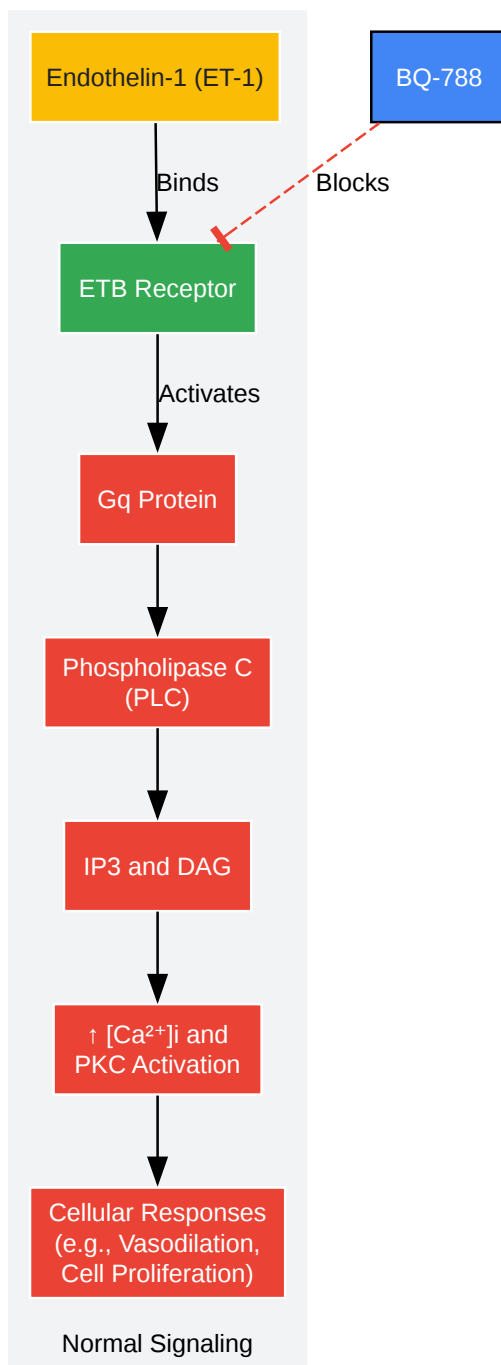 Endothelin-1 (ET-1)
BQ-788
Binds
Blocks
ETB Receptor
Activates
Gq Protein
Phospholipase C
(PLC)
IP3 and DAG
↑ [Ca²⁺]i and
PKC Activation
Cellular Responses
(e.g., Vasodilation,
Cell Proliferation)
Normal Signaling